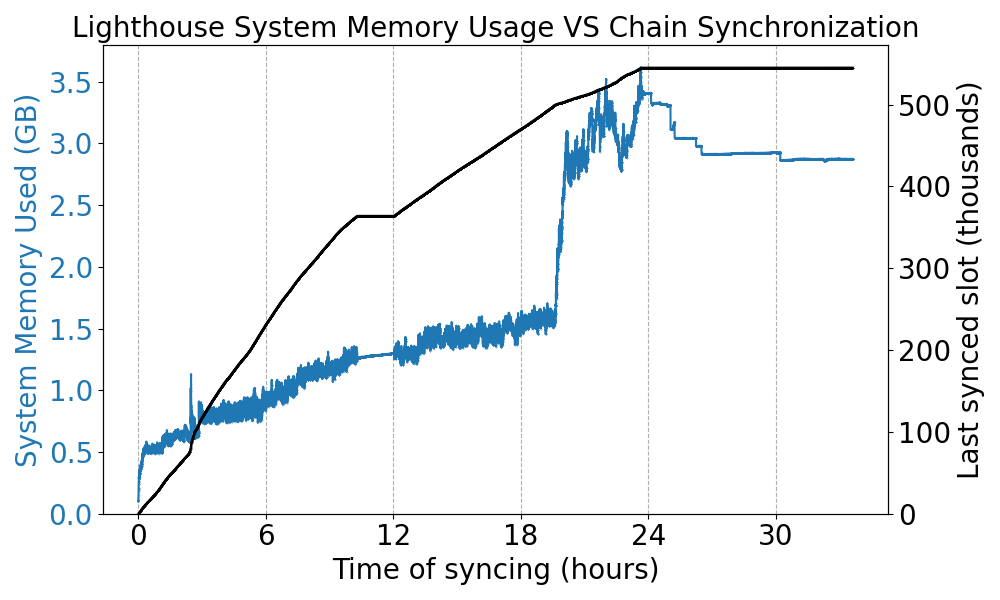 Lighthouse System Memory Usage VS Chain Synchronization
System Memory Used (GB)
3.5
3.0
2.5
2.0
1.5
1.0
0.5
0.0
500
400
300
200
100
0
Last synced slot (thousands)
0 6 12 18 24 30
Time of syncing (hours)